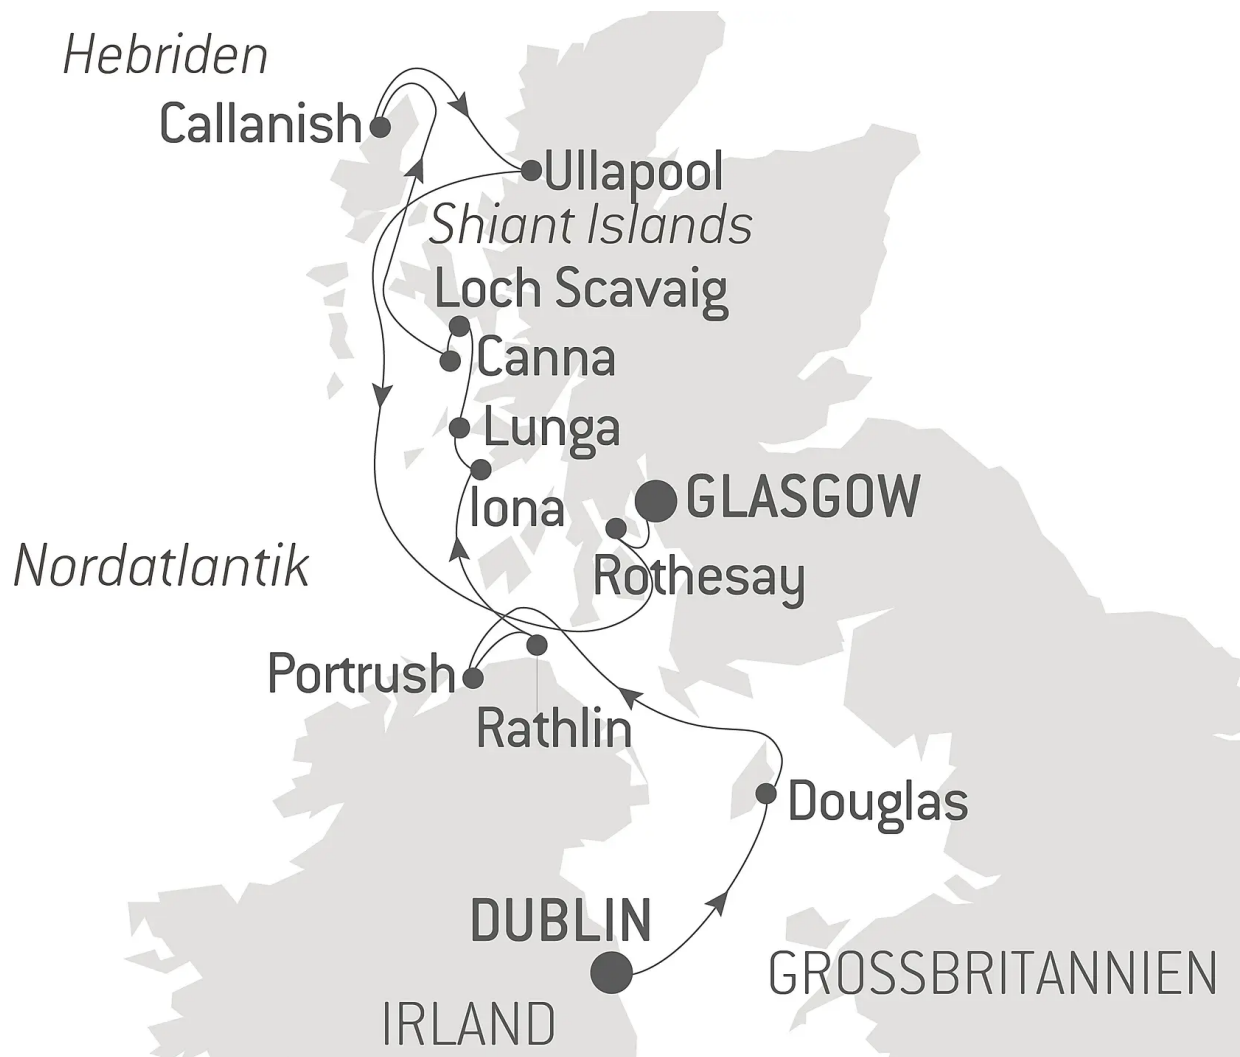 Hebriden
Callanish
Ullapool
Shiant Islands
Loch Scavaig
Canna
Lunga
Iona
GLASGOW
Rothesay
Nordatlantik
Portrush
Rathlin
Douglas
DUBLIN
GROSSBRITANNIEN
IRLAND